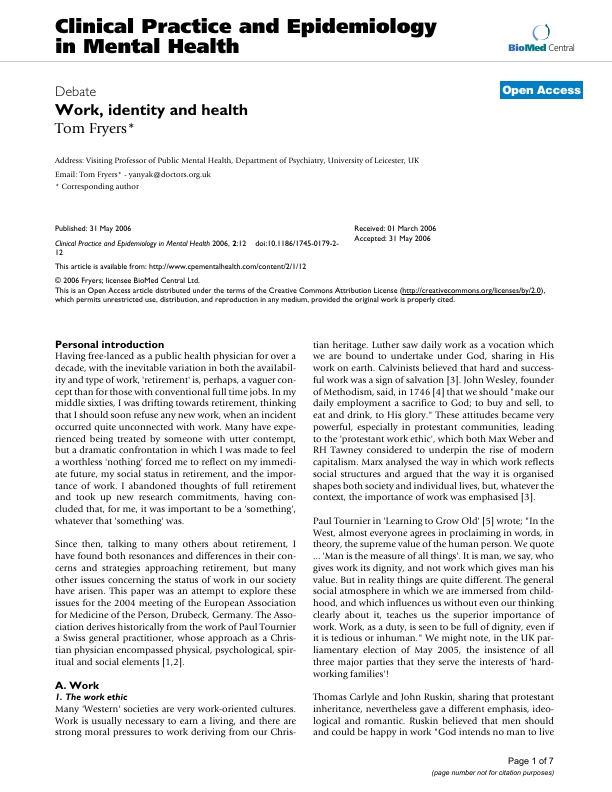 Clinical Practice and Epidemiology
in Mental Health
BioMed Central
Debate
Open Access
Work, identity and health
Tom Fryers*
Address: Visiting Professor of Public Mental Health, Department of Psychiatry, University of Leicester, UK
Email: Tom Fryers* - yanyak@doctors.org.uk
* Corresponding author
Published: 31 May 2006
Clinical Practice and Epidemiology in Mental Health 2006, 2:12 doi:10.1186/1745-0179-2-
12
Received: 01 March 2006
Accepted: 31 May 2006
This article is available from: http://www.cpementalhealth.com/content/2/1/12
© 2006 Fryers; licensee BioMed Central Ltd.
This is an Open Access article distributed under the terms of the Creative Commons Attribution License (http://creativecommons.org/licenses/by/2.0),
which permits unrestricted use, distribution, and reproduction in any medium, provided the original work is properly cited.
Personal introduction
Having free-lanced as a public health physician for over a
decade, with the inevitable variation in both the availabil-
ity and type of work, 'retirement' is, perhaps, a vaguer con-
cept than for those with conventional full time jobs. In my
middle sixties, I was drifting towards retirement, thinking
that I should soon refuse any new work, when an incident
occurred quite unconnected with work. Many have expe-
rienced being treated by someone with utter contempt,
but a dramatic confrontation in which I was made to feel
a worthless 'nothing' forced me to reflect on my immedi-
ate future, my social status in retirement, and the impor-
tance of work. I abandoned thoughts of full retirement
and took up new research commitments, having con-
cluded that, for me, it was important to be a 'something',
whatever that 'something' was.
Since then, talking to many others about retirement, I
have found both resonances and differences in their con-
cerns and strategies approaching retirement, but many
other issues concerning the status of work in our society
have arisen. This paper was an attempt to explore these
issues for the 2004 meeting of the European Association
for Medicine of the Person, Drubeck, Germany. The Asso-
ciation derives historically from the work of Paul Tournier
a Swiss general practitioner, whose approach as a Chris-
tian physician encompassed physical, psychological, spir-
itual and social elements [1,2].
A. Work
1. The work ethic
Many 'Western' societies are very work-oriented cultures.
Work is usually necessary to earn a living, and there are
strong moral pressures to work deriving from our Chris-
tian heritage. Luther saw daily work as a vocation which
we are bound to undertake under God, sharing in His
work on earth. Calvinists believed that hard and success-
ful work was a sign of salvation [3]. John Wesley, founder
of Methodism, said, in 1746 [4] that we should "make our
daily employment a sacrifice to God; to buy and sell, to
eat and drink, to His glory." These attitudes became very
powerful, especially in protestant communities, leading
to the 'protestant work ethic', which both Max Weber and
RH Tawney considered to underpin the rise of modern
capitalism. Marx analysed the way in which work reflects
social structures and argued that the way it is organised
shapes both society and individual lives, but, whatever the
context, the importance of work was emphasised [3].
Paul Tournier in 'Learning to Grow Old' [5] wrote; "In the
West, almost everyone agrees in proclaiming in words, in
theory, the supreme value of the human person. We quote
... 'Man is the measure of all things'. It is man, we say, who
gives work its dignity, and not work which gives man his
value. But in reality things are quite different. The general
social atmosphere in which we are immersed from child-
hood, and which influences us without even our thinking
clearly about it, teaches us the superior importance of
work. Work, as a duty, is seen to be full of dignity, even if
it is tedious or inhuman." We might note, in the UK par-
liamentary election of May 2005, the insistence of all
three major parties that they serve the interests of 'hard-
working families'!
Thomas Carlyle and John Ruskin, sharing that protestant
inheritance, nevertheless gave a different emphasis, ideo-
logical and romantic. Ruskin believed that men should
and could be happy in work "God intends no man to live
Page 1 of 7
(page number not for citation purposes)